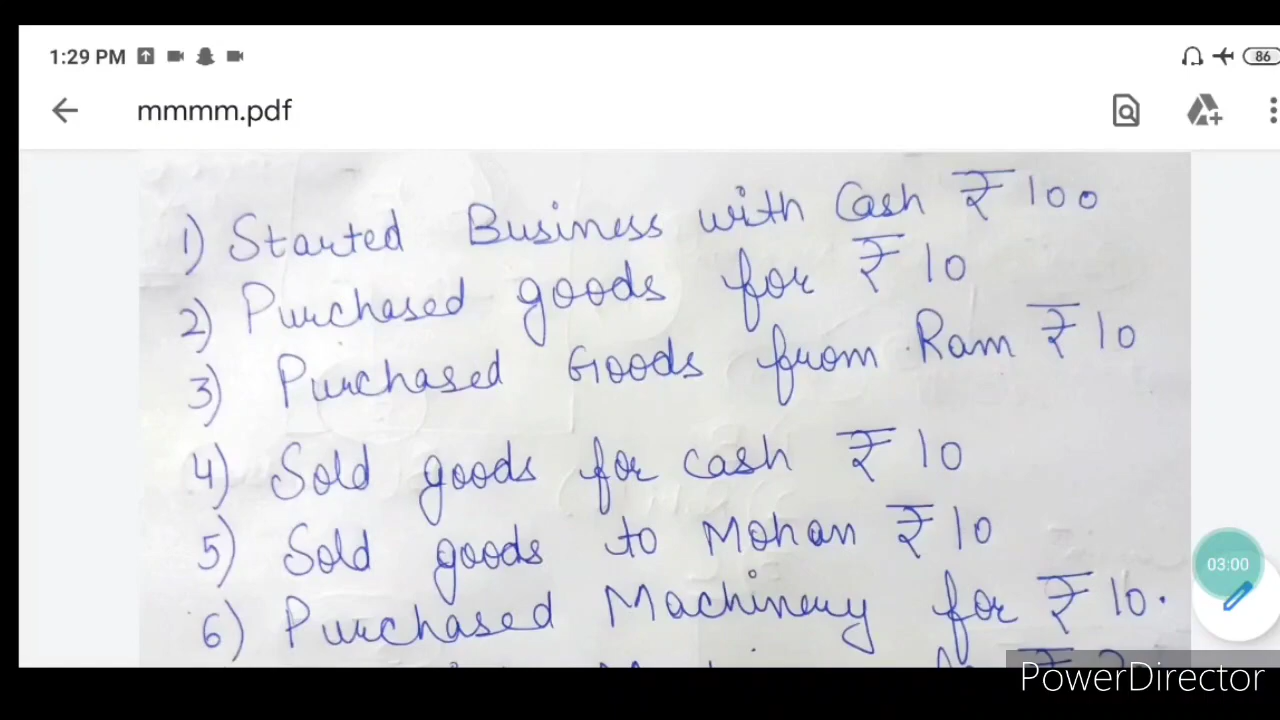 1:29 PM
86
mmmm.pdf
1) Started Business with Cash ₹100
2) Purchased goods for ₹10
3) Purchased Goods from Ram ₹10
4) Sold goods for cash ₹10
5) Sold goods to Mohan ₹10
03:00
6) Purchased Machinery for ₹10.
PowerDirector